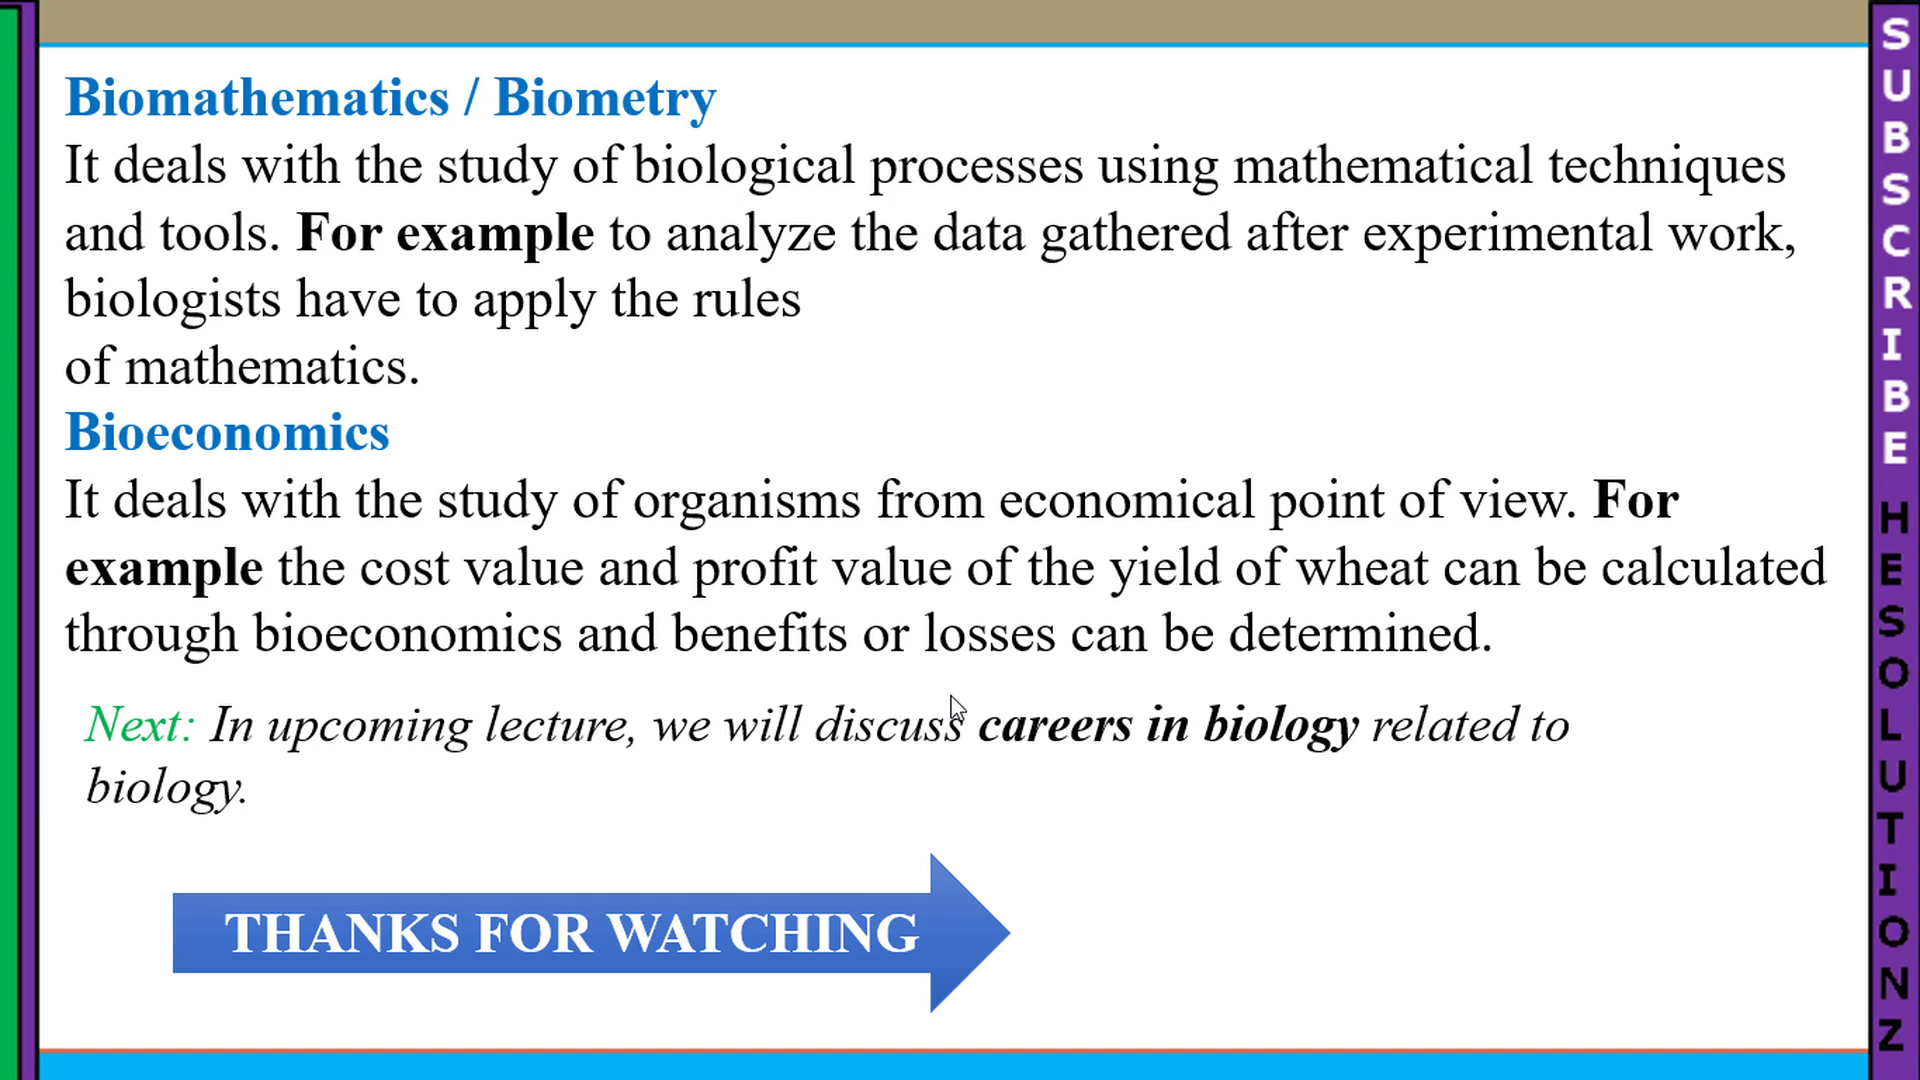 Biomathematics / Biometry
It deals with the study of biological processes using mathematical techniques
and tools. For example to analyze the data gathered after experimental work,
biologists have to apply the rules
of mathematics.
Bioeconomics
It deals with the study of organisms from economical point of view. For
example the cost value and profit value of the yield of wheat can be calculated
through bioeconomics and benefits or losses can be determined.
Next: In upcoming lecture, we will discuss careers in biology related to
biology.
THANKS FOR WATCHING
SUBSCRIBE HESOLUTIONZ